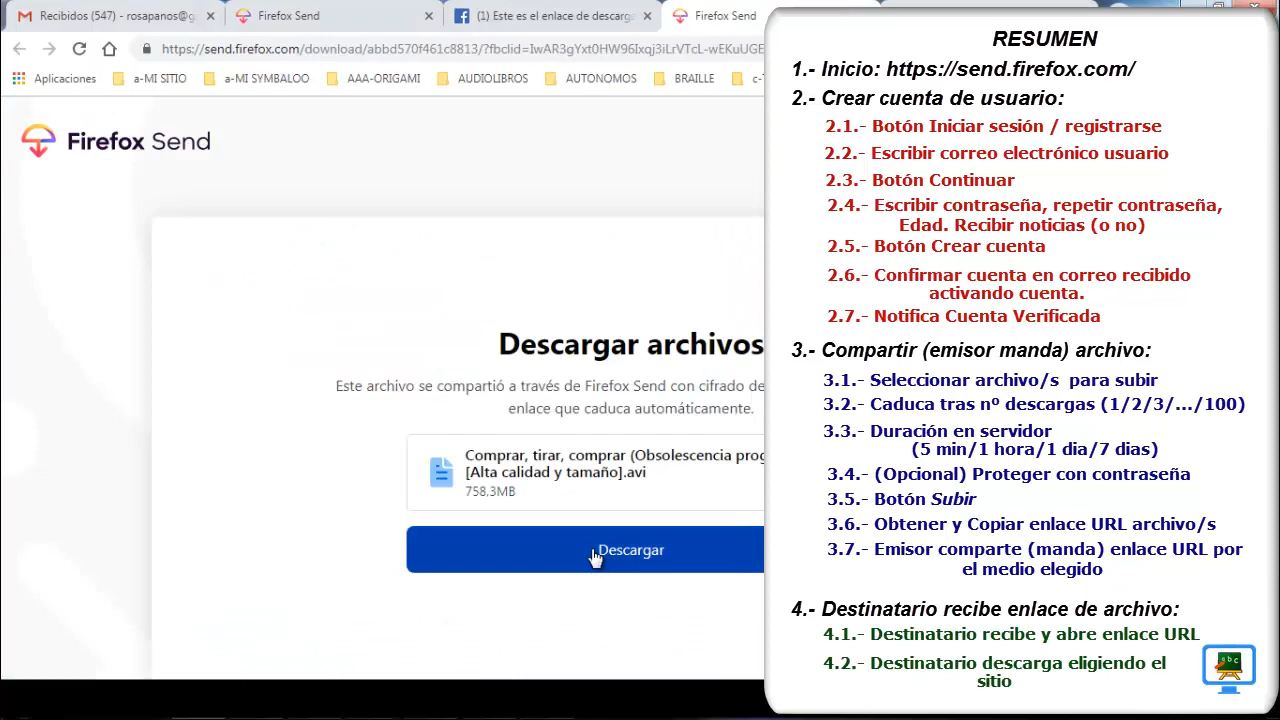 Recibidos (547) - rosapanos@g
Firefox Send
(1) Este es el enlace de descarga
Firefox Send
https://send.firefox.com/download/abbd570f461c8813/?fbclid=IwAR3gYxt0HW96Ixqj3iLrVTcL-wEKuUGE
Aplicaciones
a-MI SITIO
a-MI SYMBALOO
AAA-ORIGAMI
AUDIOLIBROS
AUTONOMOS
BRAILLE
c-T
Firefox Send
Descargar archivos
Este archivo se compartió a través de Firefox Send con cifrado de
enlace que caduca automáticamente.
Comprar, tirar, comprar (Obsolescencia prog
[Alta calidad y tamaño].avi
758,3MB
Descargar
RESUMEN
1.- Inicio: https://send.firefox.com/
2.- Crear cuenta de usuario:
2.1.- Botón Iniciar sesión / registrarse
2.2.- Escribir correo electrónico usuario
2.3.- Botón Continuar
2.4.- Escribir contraseña, repetir contraseña,
Edad. Recibir noticias (o no)
2.5.- Botón Crear cuenta
2.6.- Confirmar cuenta en correo recibido
activando cuenta.
2.7.- Notifica Cuenta Verificada
3.- Compartir (emisor manda) archivo:
3.1.- Seleccionar archivo/s para subir
3.2.- Caduca tras nº descargas (1/2/3/.../100)
3.3.- Duración en servidor
(5 min/1 hora/1 dia/7 dias)
3.4.- (Opcional) Proteger con contraseña
3.5.- Botón Subir
3.6.- Obtener y Copiar enlace URL archivo/s
3.7.- Emisor comparte (manda) enlace URL por
el medio elegido
4.- Destinatario recibe enlace de archivo:
4.1.- Destinatario recibe y abre enlace URL
4.2.- Destinatario descarga eligiendo el
sitio
abc